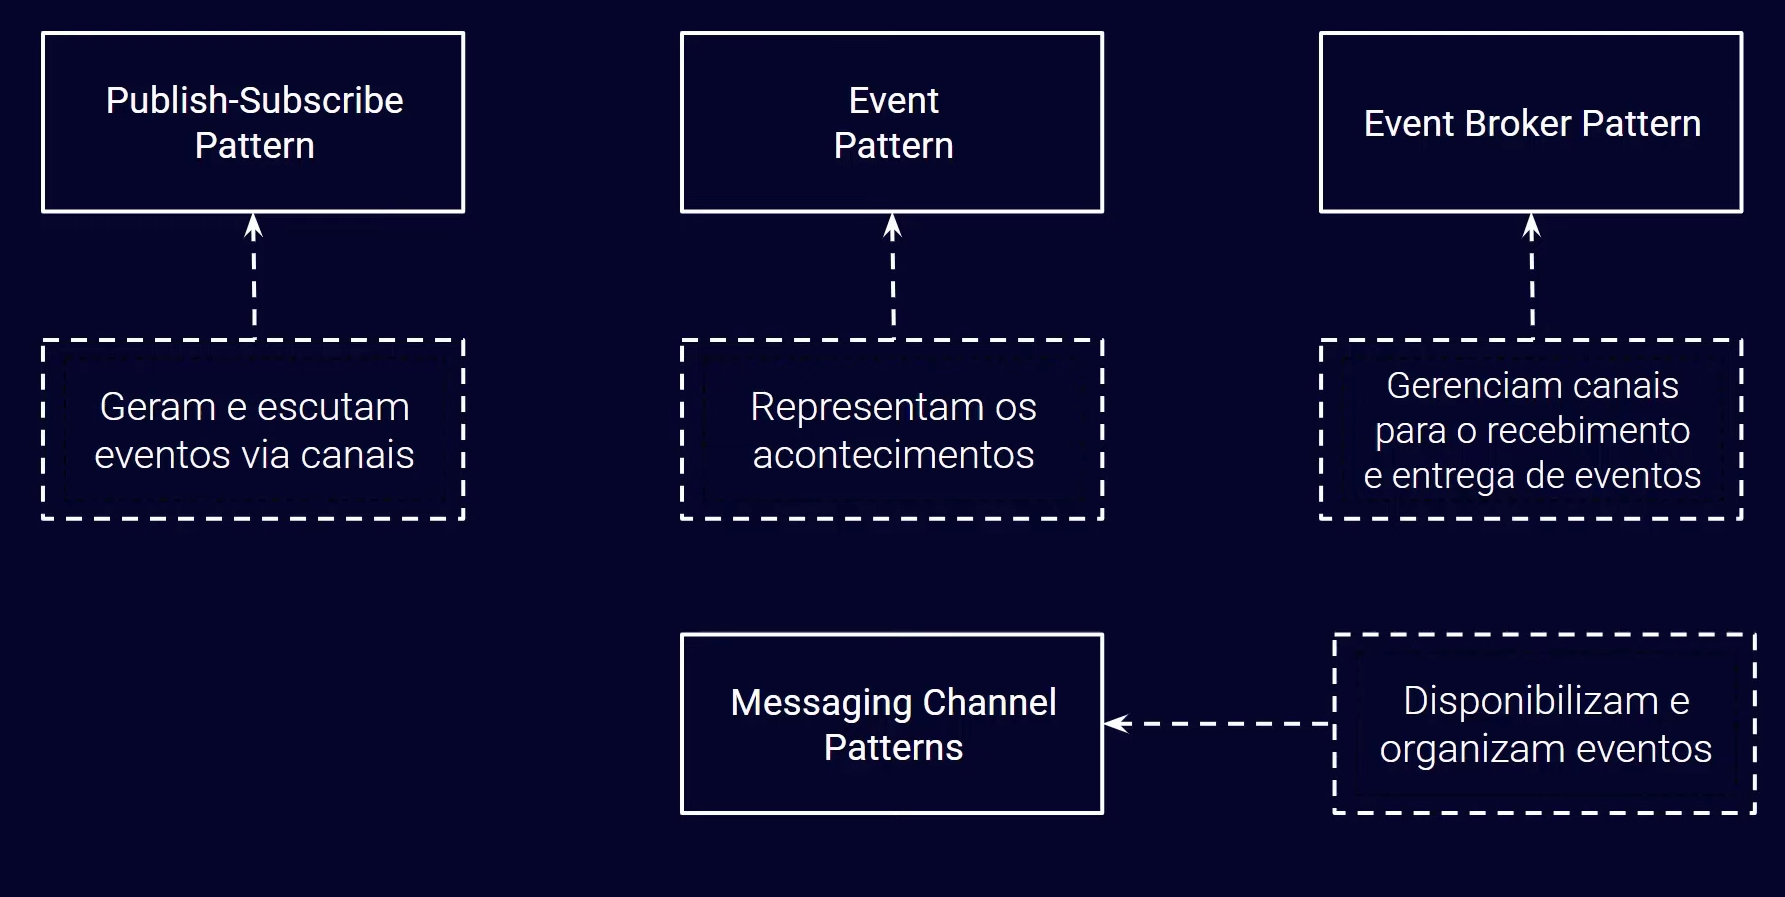 Publish-Subscribe
Pattern
Event
Pattern
Event Broker Pattern
Geram e escutam
eventos via canais
Representam os
acontecimentos
Gerenciam canais
para o recebimento
e entrega de eventos
Messaging Channel
Patterns
Disponibilizam e
organizam eventos